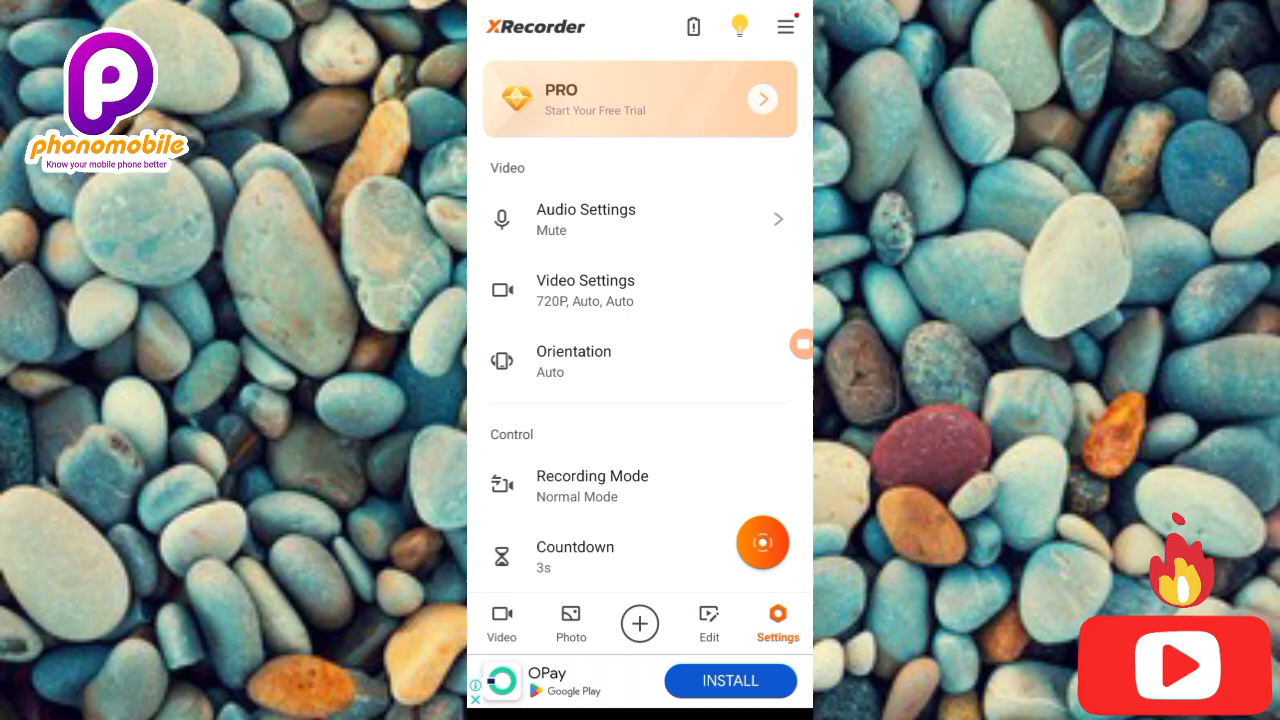 phonomobile
Know your mobile phone better
XRecorder
PRO
Start Your Free Trial
Video
Audio Settings
Mute
Video Settings
720P, Auto, Auto
Orientation
Auto
Control
Recording Mode
Normal Mode
Countdown
3s
Video
Photo
Edit
Settings
OPay
Google Play
INSTALL